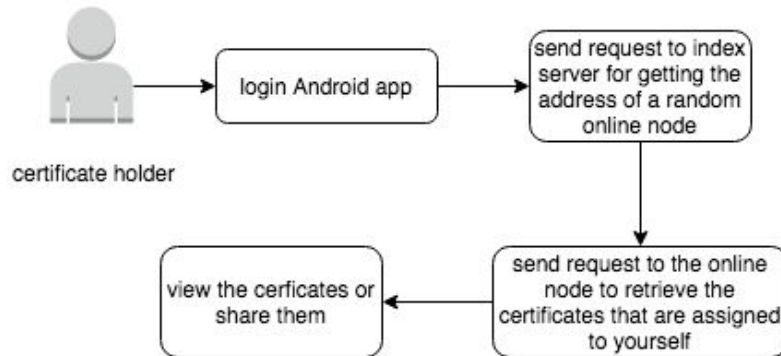 certificate holder
login Android app
send request to index
server for getting the
address of a random
online node
send request to the online
node to retrieve the
certificates that are assigned
to yourself
view the cerficates or
share them